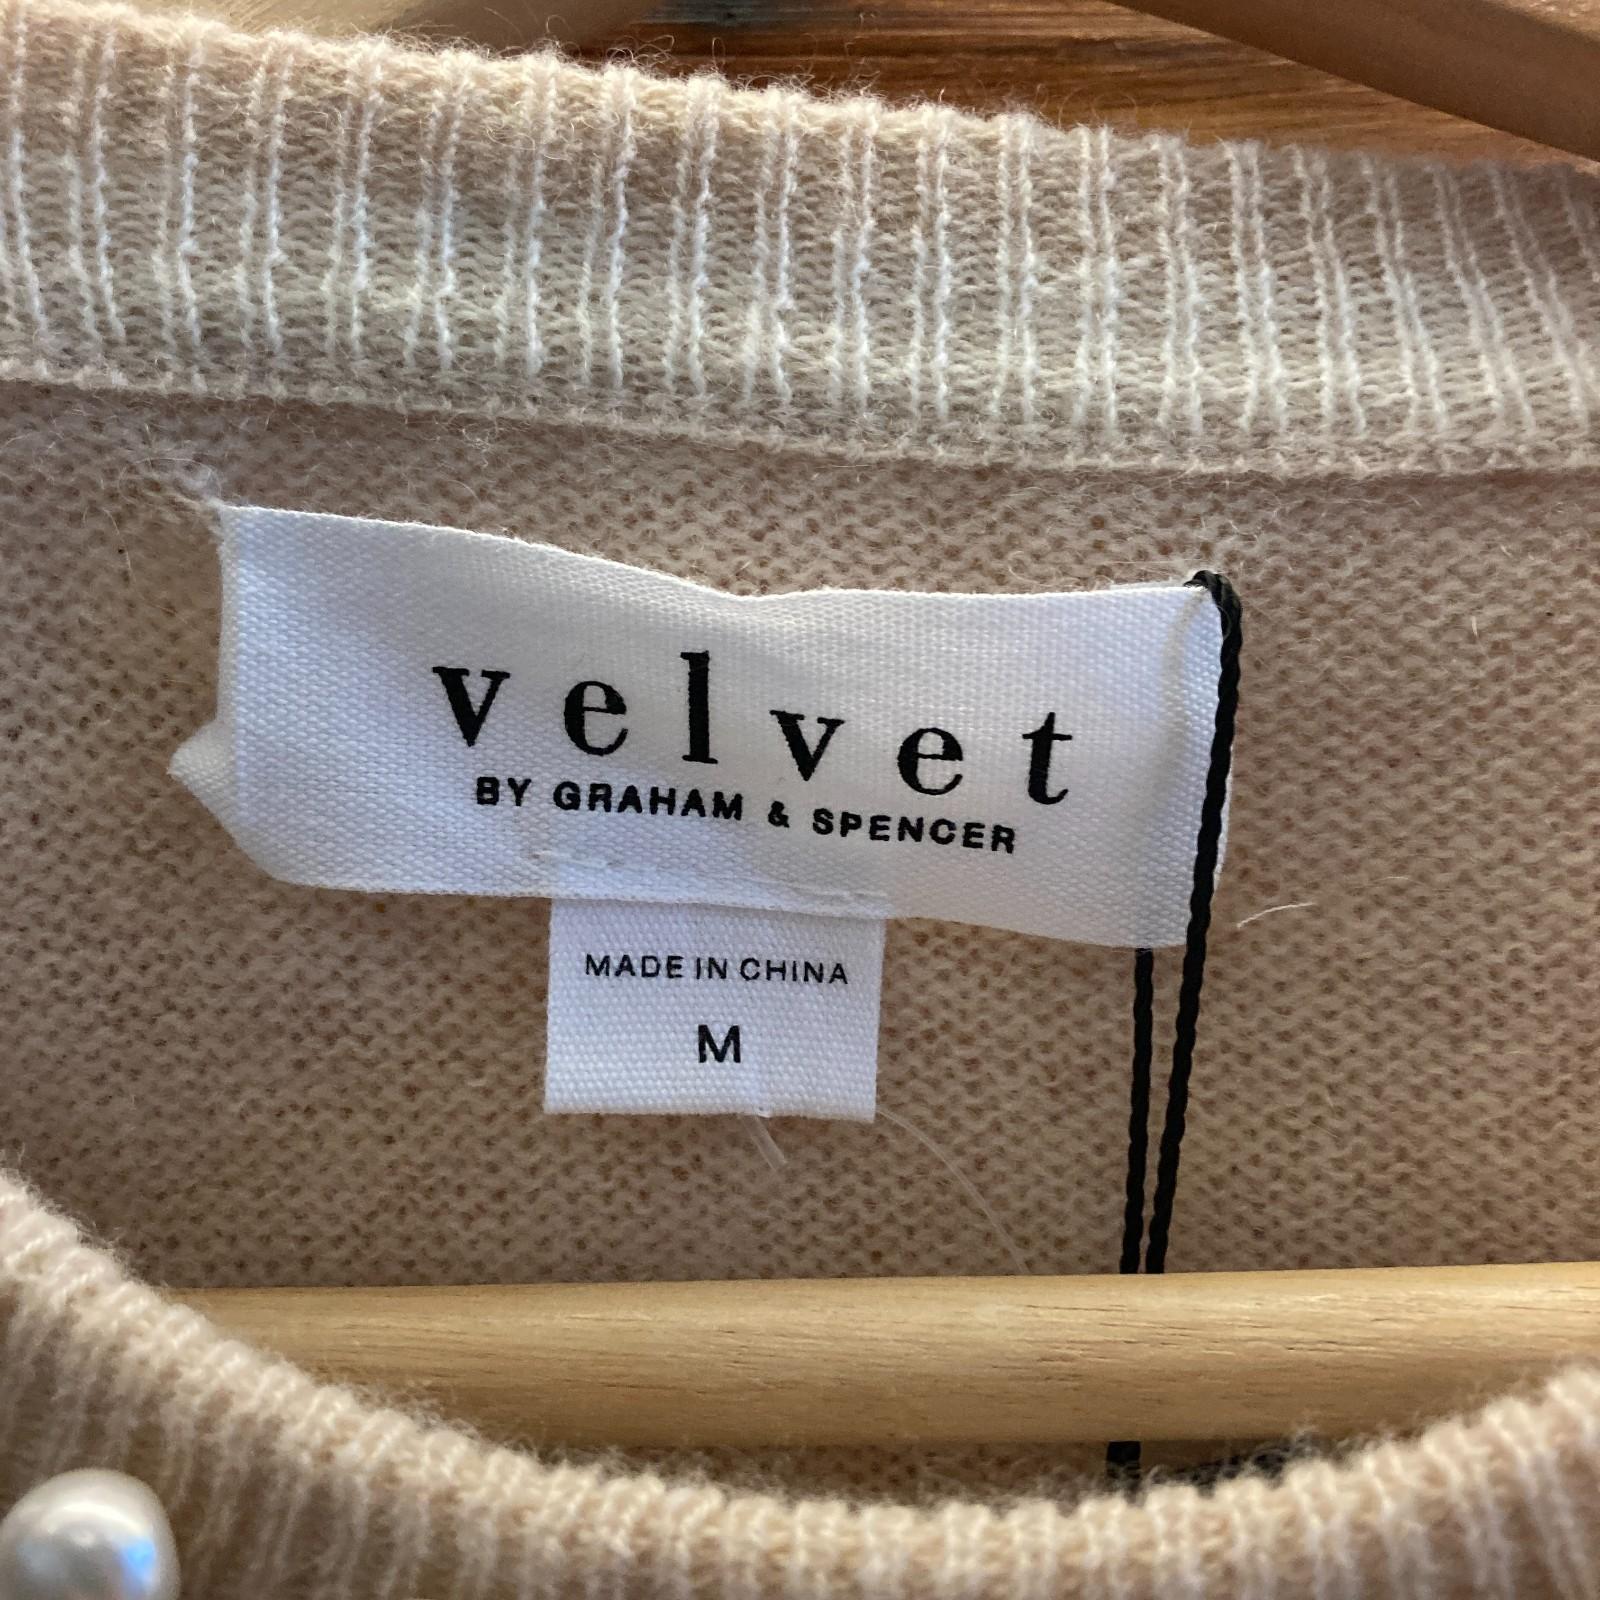 velvet
BY GRAHAM & SPENCER
MADE IN CHINA
M